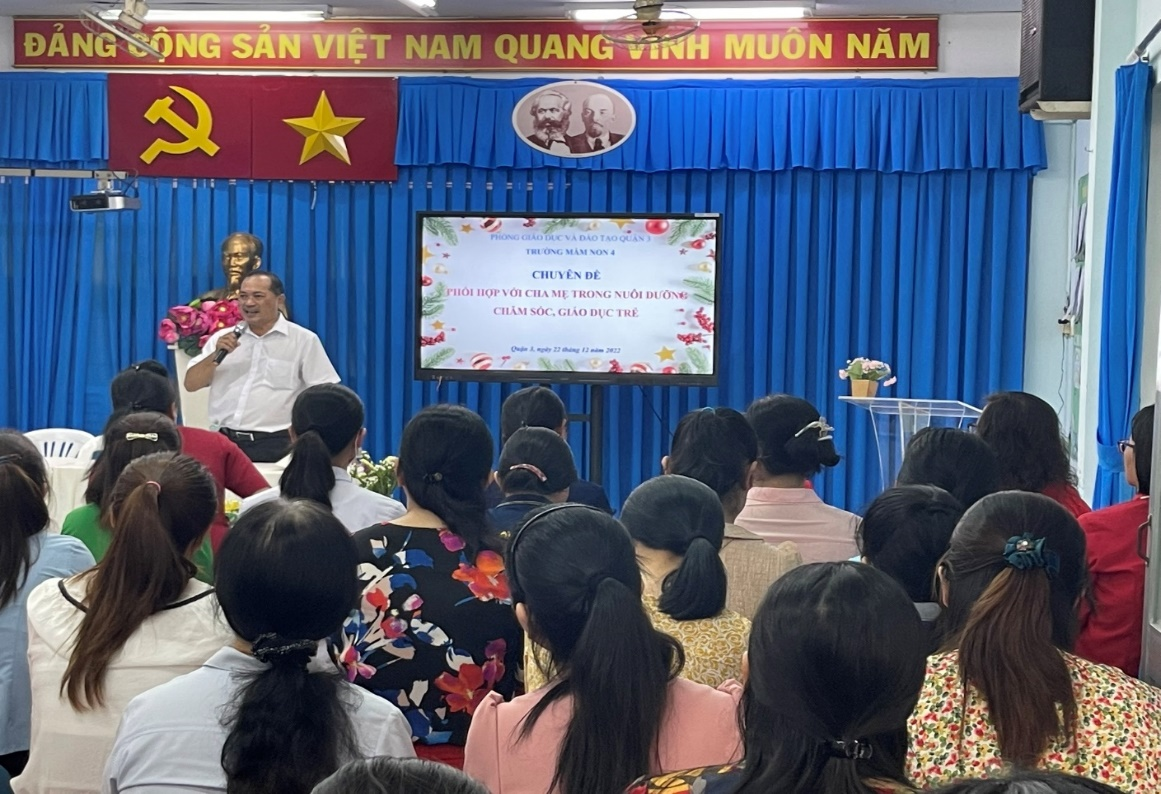 ĐẢNG CỘNG SẢN VIỆT NAM QUANG VINH MUÔN NĂM
PHÒNG GIÁO DỤC VÀ ĐÀO TẠO QUẬN 3
TRƯỜNG MẦM NON 4
CHUYÊN ĐỀ
PHỐI HỢP VỚI CHA MẸ TRONG NUÔI DƯỠNG
CHĂM SÓC, GIÁO DỤC TRẺ
Quận 3, ngày 22 tháng 12 năm 2022